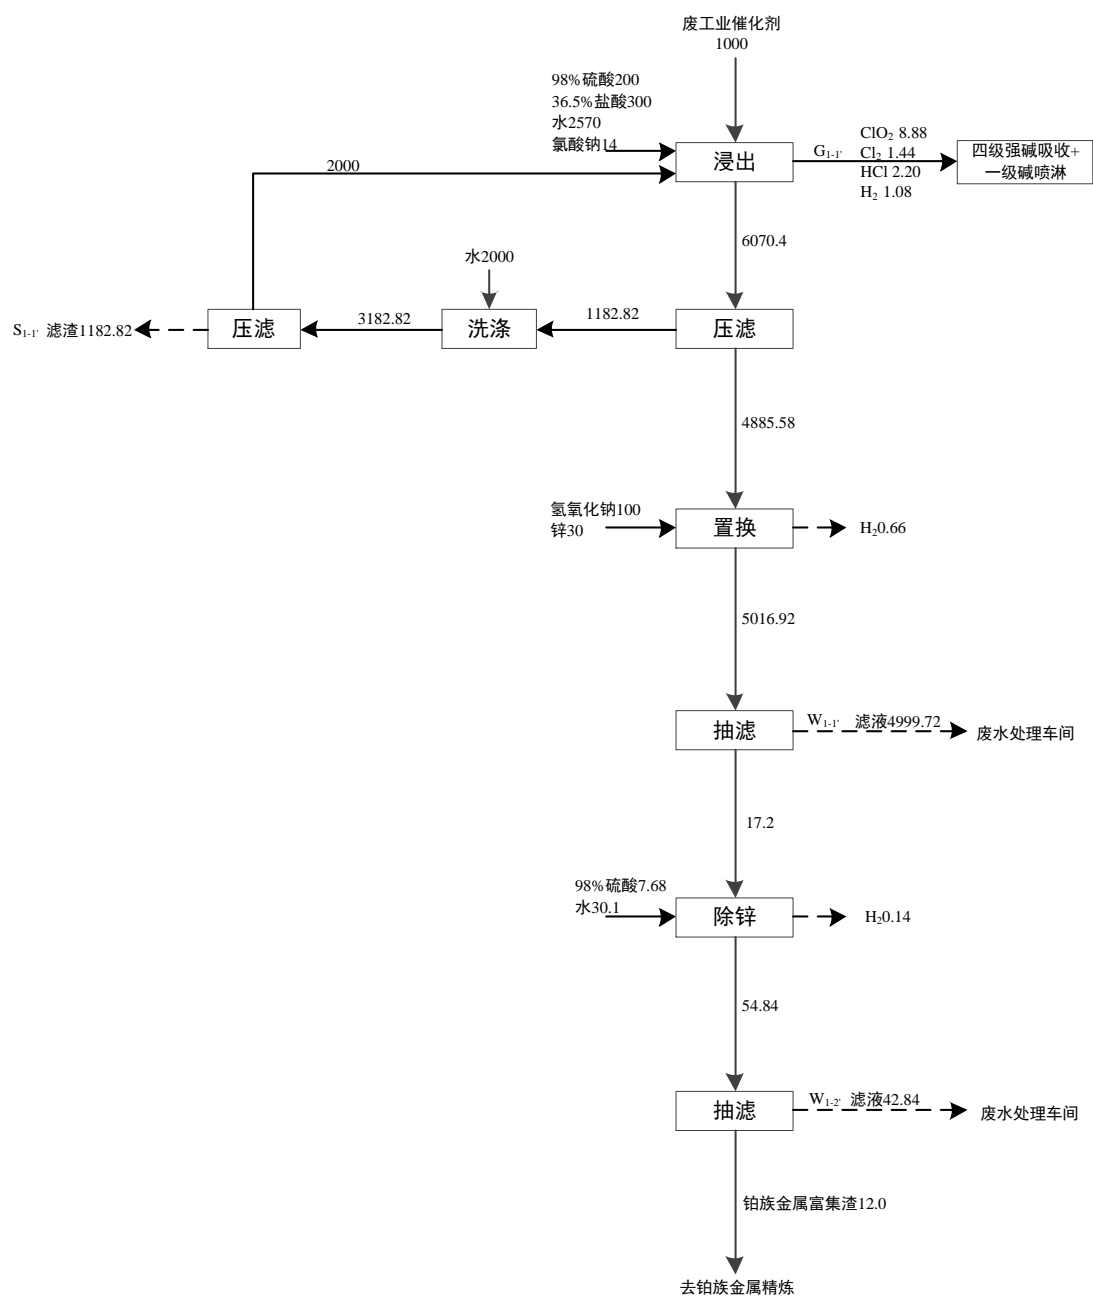 废工业催化剂
1000
98%硫酸200
36.5%盐酸300
水2570
氯酸钠14
浸出
G1-1'
ClO2 8.88
Cl2 1.44
HCl 2.20
H2 1.08
四级强碱吸收+
一级碱喷淋
2000
6070.4
水2000
S1-1' 滤渣1182.82
压滤
3182.82
洗涤
1182.82
压滤
4885.58
氢氧化钠100
锌30
置换
H20.66
5016.92
抽滤
W1-1' 滤液4999.72
废水处理车间
17.2
98%硫酸7.68
水30.1
除锌
H20.14
54.84
抽滤
W1-2' 滤液42.84
废水处理车间
铂族金属富集渣12.0
去铂族金属精炼